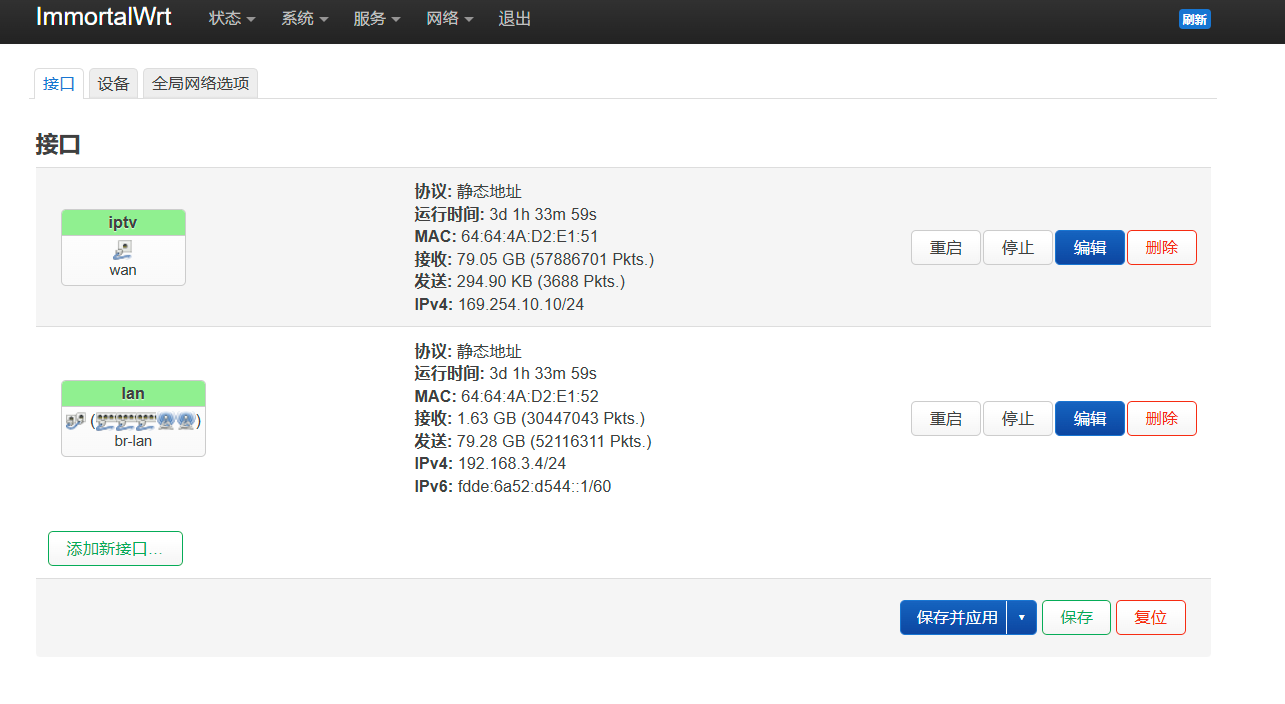 ImmortalWrt 状态 系统 服务 网络 退出 刷新
接口 设备 全局网络选项
接口
iptv
wan
协议: 静态地址
运行时间: 3d 1h 33m 59s
MAC: 64:64:4A:D2:E1:51
接收: 79.05 GB (57886701 Pkts.)
发送: 294.90 KB (3688 Pkts.)
IPv4: 169.254.10.10/24
重启 停止 编辑 删除
lan
()
br-lan
协议: 静态地址
运行时间: 3d 1h 33m 59s
MAC: 64:64:4A:D2:E1:52
接收: 1.63 GB (30447043 Pkts.)
发送: 79.28 GB (52116311 Pkts.)
IPv4: 192.168.3.4/24
IPv6: fdde:6a52:d544::1/60
重启 停止 编辑 删除
添加新接口...
保存并应用 保存 复位